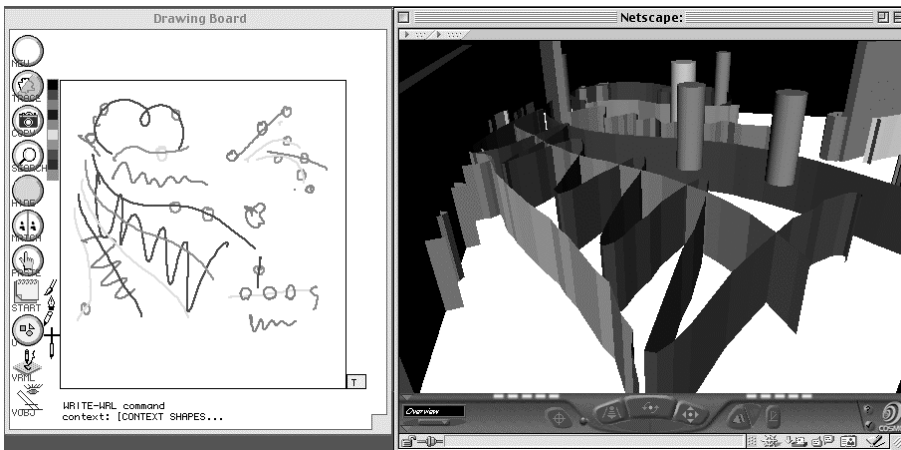 Drawing Board
NEW
TRACE
COPY
SEARCH
HIDE
MATCH
PASTE
START
VRML
VOBJ
T
WRITE-WRL command
context: [CONTEXT SHAPES...
Netscape:
Overview
COSMO